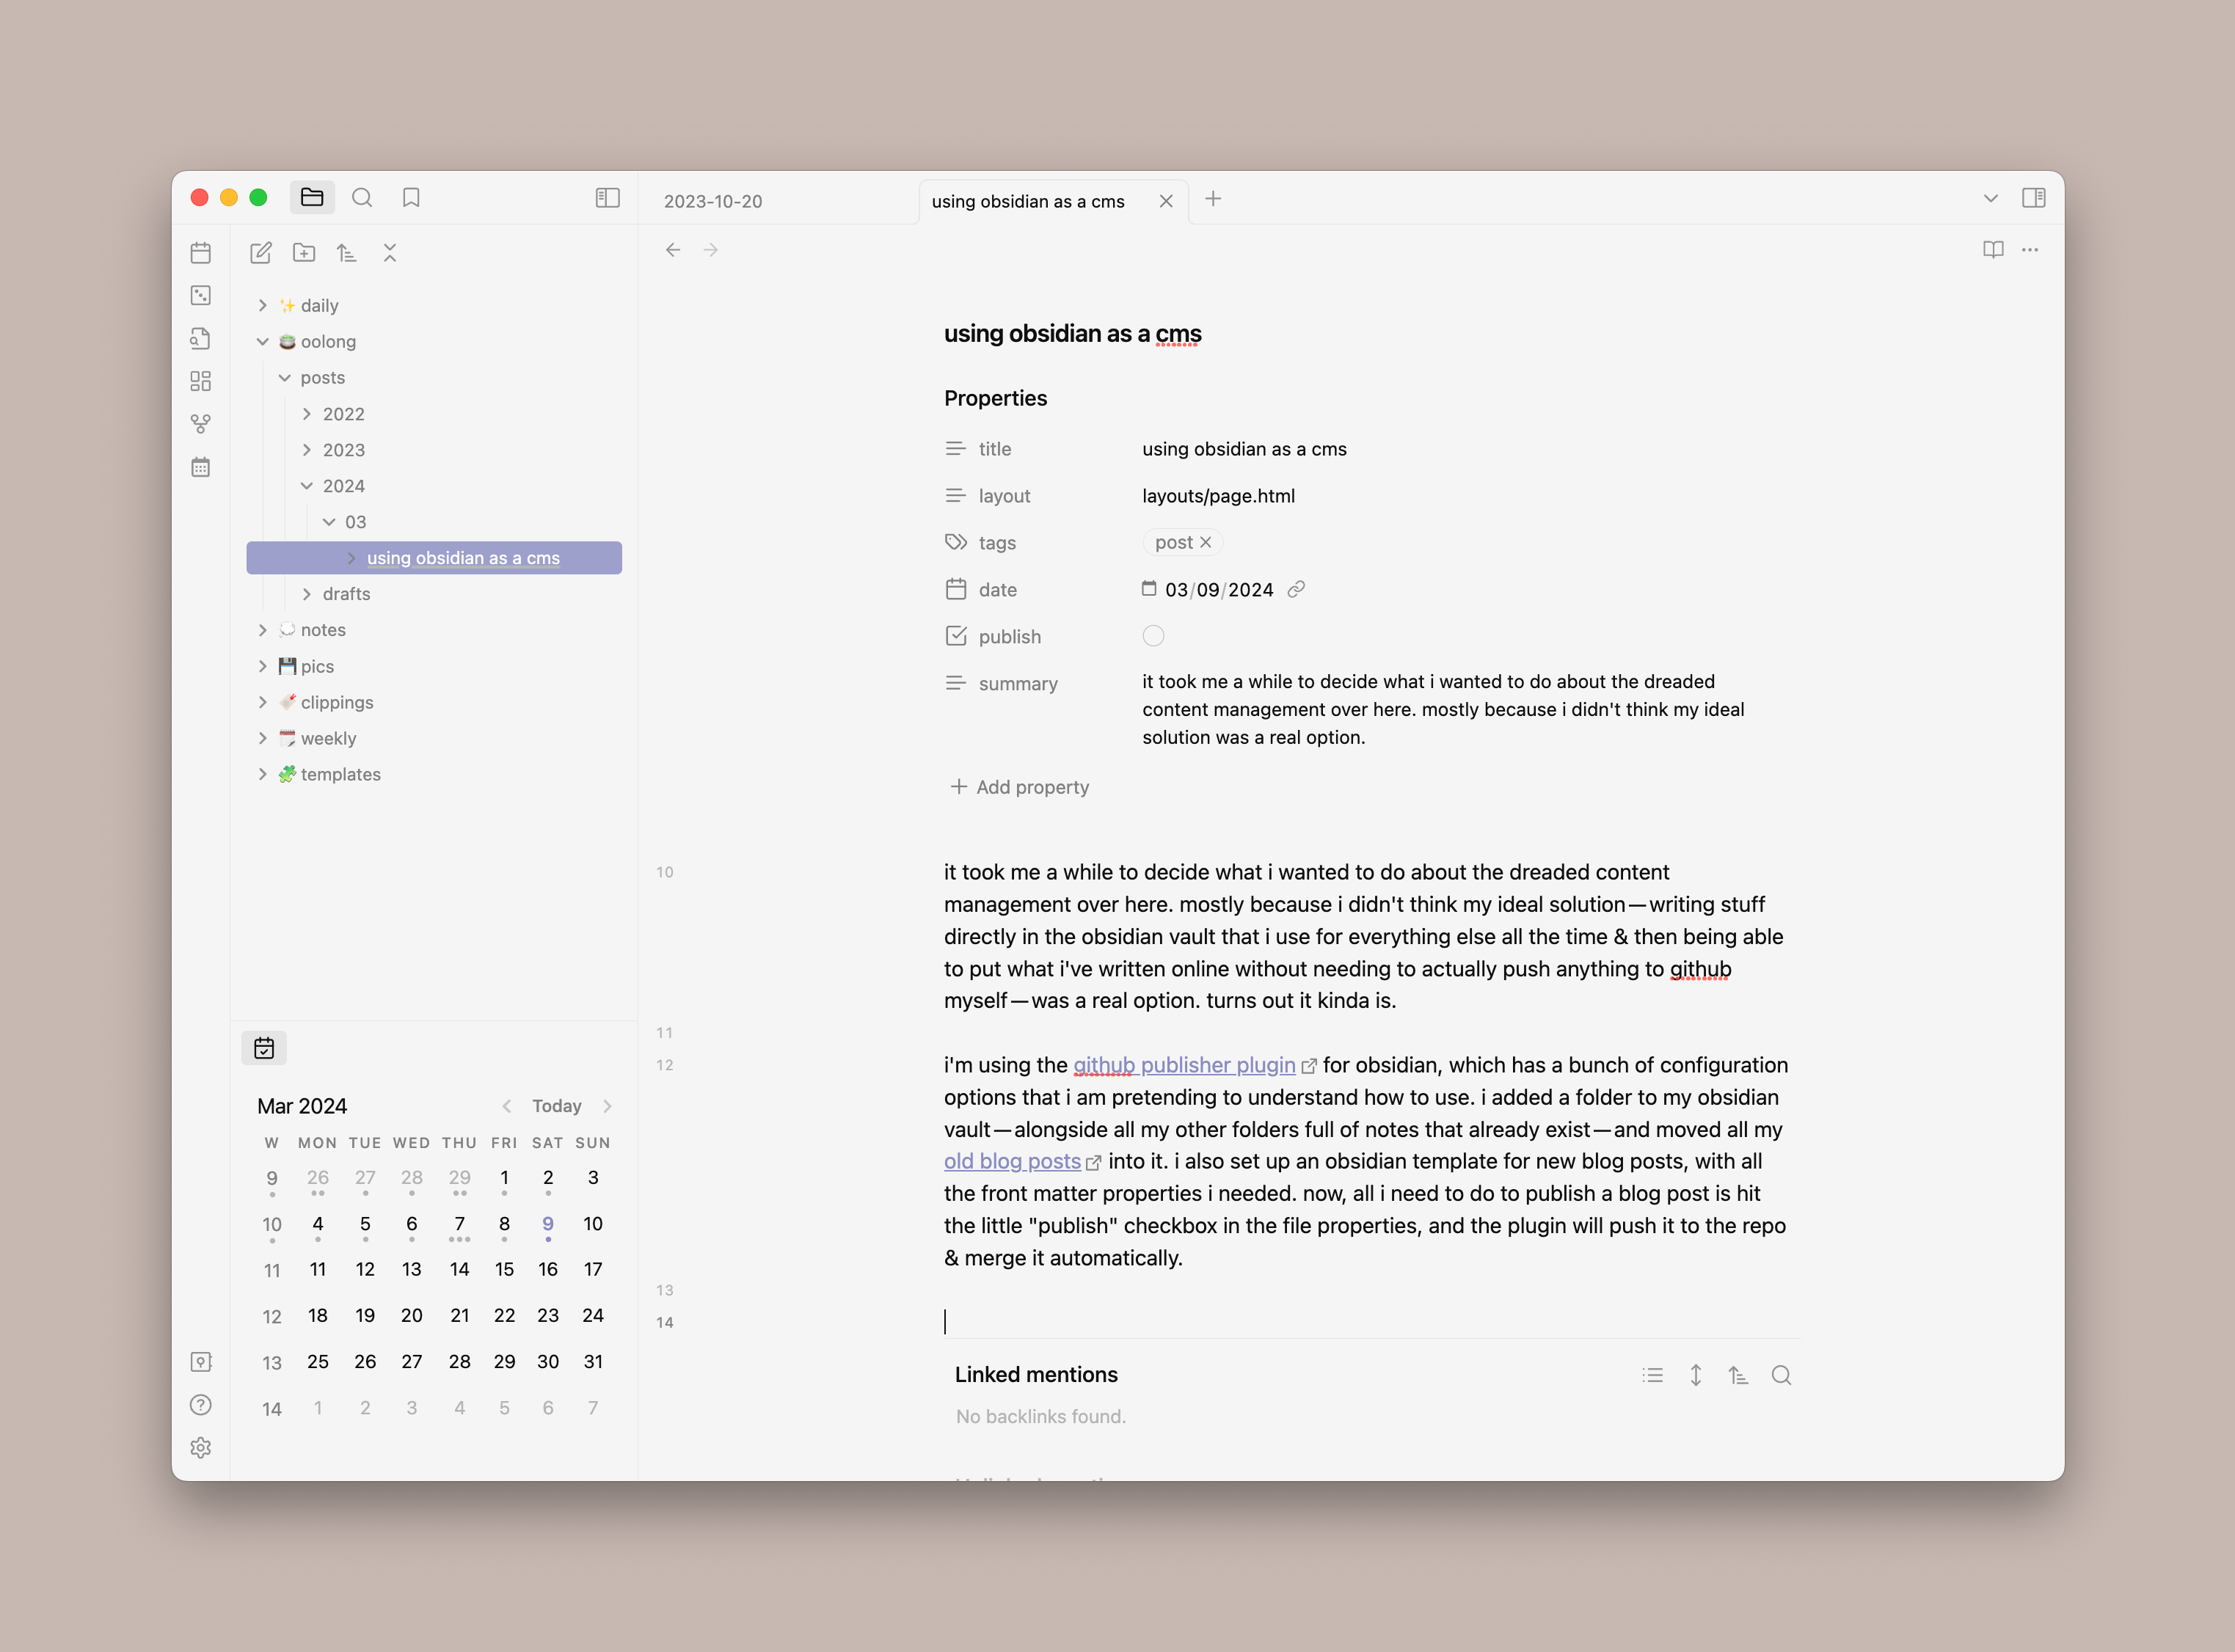 2023-10-20
using obsidian as a cms
✨ daily
🍵 oolong
posts
2022
2023
2024
03
using obsidian as a cms
drafts
💭 notes
💾 pics
clippings
weekly
🧩 templates
Mar 2024
Today
W MON TUE WED THU FRI SAT SUN
9 26 27 28 29 1 2 3
10 4 5 6 7 8 9 10
11 11 12 13 14 15 16 17
12 18 19 20 21 22 23 24
13 25 26 27 28 29 30 31
14 1 2 3 4 5 6 7
using obsidian as a cms
Properties
title using obsidian as a cms
layout layouts/page.html
tags post
date 03/09/2024
publish
summary it took me a while to decide what i wanted to do about the dreaded
content management over here. mostly because i didn't think my ideal
solution was a real option.
Add property
10 it took me a while to decide what i wanted to do about the dreaded content
management over here. mostly because i didn't think my ideal solution—writing stuff
directly in the obsidian vault that i use for everything else all the time & then being able
to put what i've written online without needing to actually push anything to github
myself—was a real option. turns out it kinda is.
11
12 i'm using the github publisher plugin for obsidian, which has a bunch of configuration
options that i am pretending to understand how to use. i added a folder to my obsidian
vault—alongside all my other folders full of notes that already exist—and moved all my
old blog posts into it. i also set up an obsidian template for new blog posts, with all
the front matter properties i needed. now, all i need to do to publish a blog post is hit
the little "publish" checkbox in the file properties, and the plugin will push it to the repo
& merge it automatically.
13
14
Linked mentions
No backlinks found.